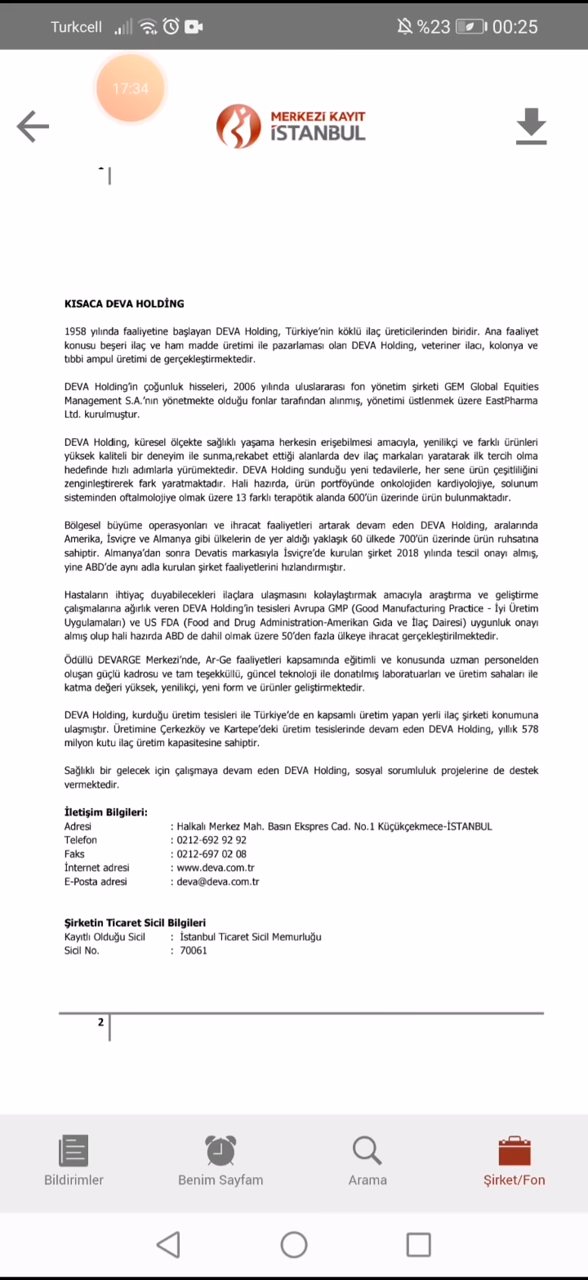 Turkcell %23 00:25
17:34
MERKEZİ KAYIT
İSTANBUL
KISACA DEVA HOLDİNG
1958 yılında faaliyetine başlayan DEVA Holding, Türkiye'nin köklü ilaç üreticilerinden biridir. Ana faaliyet
konusu beşeri ilaç ve ham madde üretimi ile pazarlaması olan DEVA Holding, veteriner ilacı, kolonya ve
tıbbi ampul üretimi de gerçekleştirmektedir.
DEVA Holding'in çoğunluk hisseleri, 2006 yılında uluslararası fon yönetim şirketi GEM Global Equities
Management S.A.'nın yönetmekte olduğu fonlar tarafından alınmış, yönetimi üstlenmek üzere EastPharma
Ltd. kurulmuştur.
DEVA Holding, küresel ölçekte sağlıklı yaşama herkesin erişebilmesi amacıyla, yenilikçi ve farklı ürünleri
yüksek kaliteli bir deneyim ile sunma,rekabet ettiği alanlarda dev ilaç markaları yaratarak ilk tercih olma
hedefinde hızlı adımlarla yürümektedir. DEVA Holding sunduğu yeni tedavilerle, her sene ürün çeşitliliğini
zenginleştirerek fark yaratmaktadır. Hali hazırda, ürün portföyünde onkolojiden kardiyolojiye, solunum
sisteminden oftalmolojiye olmak üzere 13 farklı terapötik alanda 600'ün üzerinde ürün bulunmaktadır.
Bölgesel büyüme operasyonları ve ihracat faaliyetleri artarak devam eden DEVA Holding, aralarında
Amerika, İsviçre ve Almanya gibi ülkelerin de yer aldığı yaklaşık 60 ülkede 700'ün üzerinde ürün ruhsatına
sahiptir. Almanya'dan sonra Devatis markasıyla İsviçre'de kurulan şirket 2018 yılında tescil onayı almış,
yine ABD'de aynı adla kurulan şirket faaliyetlerini hızlandırmıştır.
Hastaların ihtiyaç duyabilecekleri ilaçlara ulaşmasını kolaylaştırmak amacıyla araştırma ve geliştirme
çalışmalarına ağırlık veren DEVA Holding'in tesisleri Avrupa GMP (Good Manufacturing Practice - İyi Üretim
Uygulamaları) ve US FDA (Food and Drug Administration-Amerikan Gıda ve İlaç Dairesi) uygunluk onayı
almış olup hali hazırda ABD de dahil olmak üzere 50'den fazla ülkeye ihracat gerçekleştirilmektedir.
Ödüllü DEVARGE Merkezi'nde, Ar-Ge faaliyetleri kapsamında eğitimli ve konusunda uzman personelden
oluşan güçlü kadrosu ve tam teşekküllü, güncel teknoloji ile donatılmış laboratuarları ve üretim sahaları ile
katma değeri yüksek, yenilikçi, yeni form ve ürünler geliştirmektedir.
DEVA Holding, kurduğu üretim tesisleri ile Türkiye'de en kapsamlı üretim yapan yerli ilaç şirketi konumuna
ulaşmıştır. Üretimine Çerkezköy ve Kartepe'deki üretim tesislerinde devam eden DEVA Holding, yıllık 578
milyon kutu ilaç üretim kapasitesine sahiptir.
Sağlıklı bir gelecek için çalışmaya devam eden DEVA Holding, sosyal sorumluluk projelerine de destek
vermektedir.
İletişim Bilgileri:
Adresi : Halkalı Merkez Mah. Basın Ekspres Cad. No.1 Küçükçekmece-İSTANBUL
Telefon : 0212-692 92 92
Faks : 0212-697 02 08
İnternet adresi : www.deva.com.tr
E-Posta adresi : deva@deva.com.tr
Şirketin Ticaret Sicil Bilgileri
Kayıtlı Olduğu Sicil : İstanbul Ticaret Sicil Memurluğu
Sicil No. : 70061
2
Bildirimler Benim Sayfam Arama Şirket/Fon